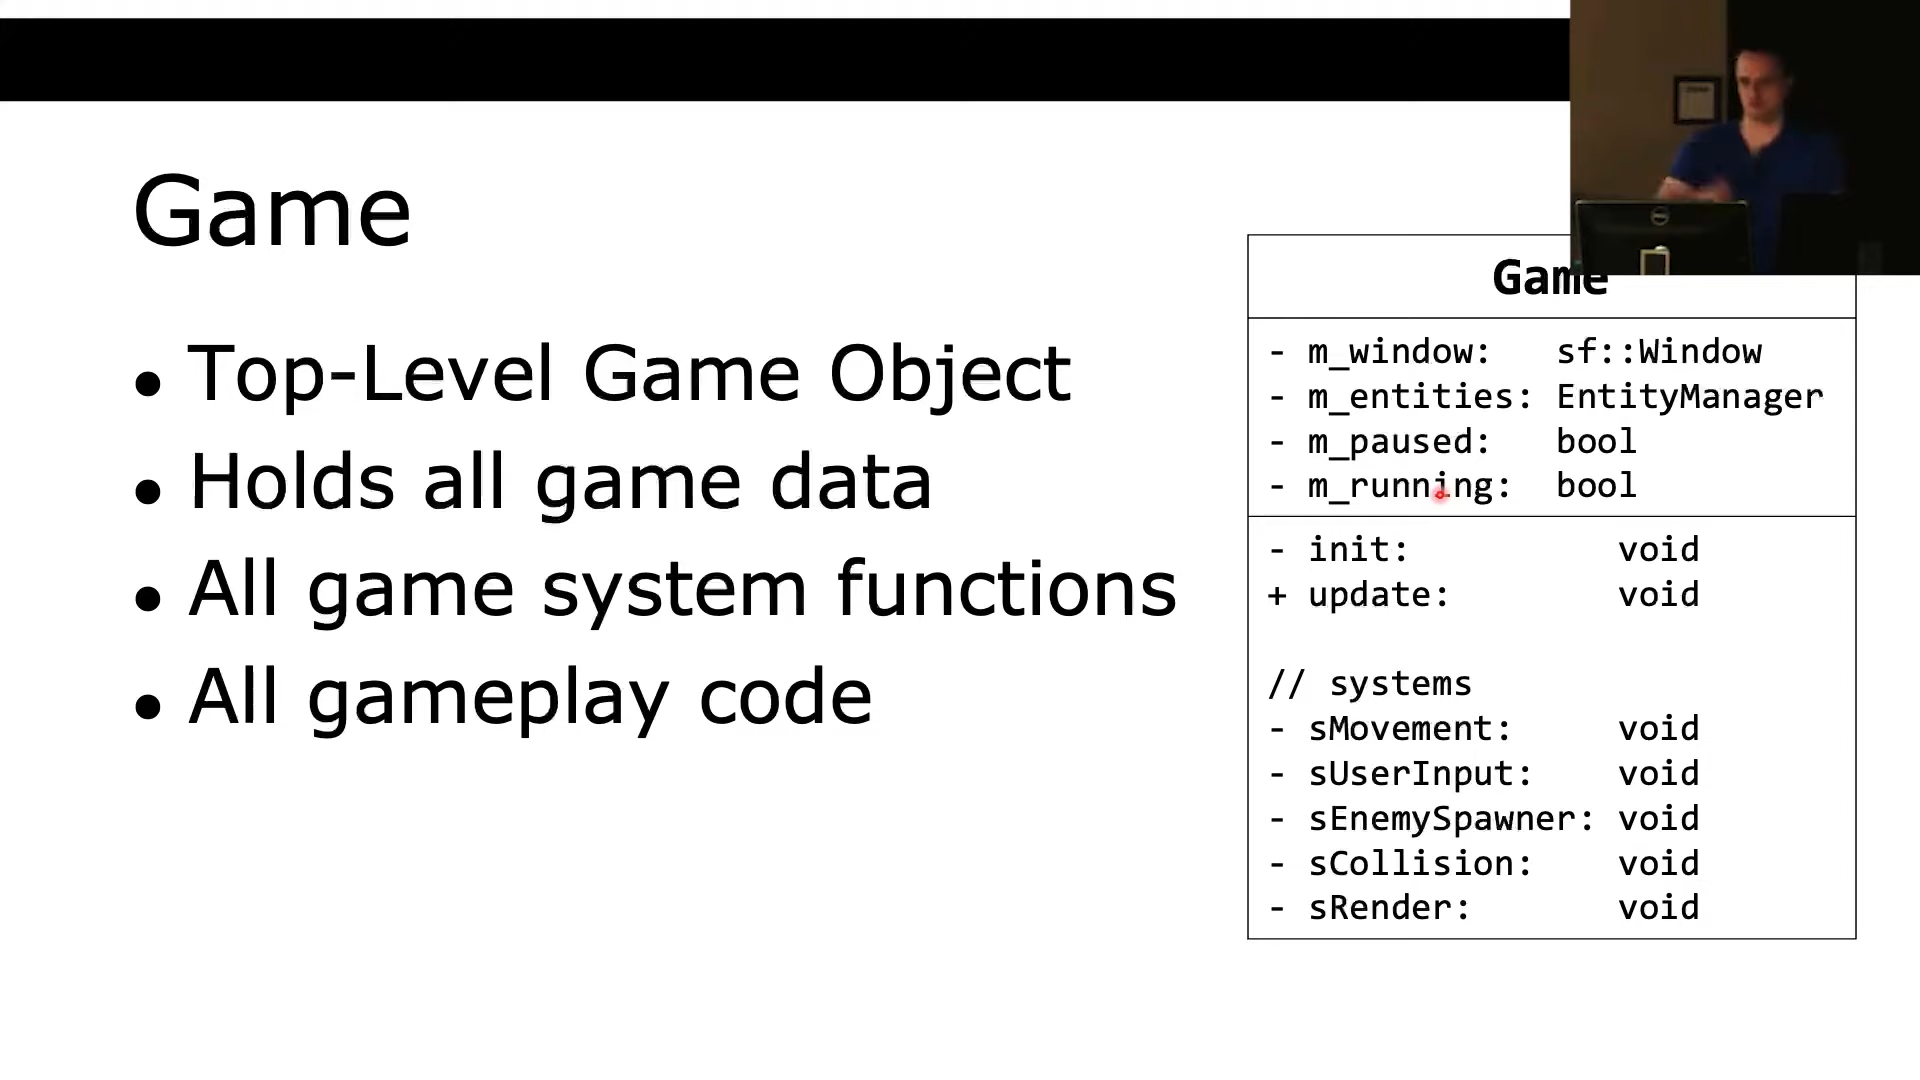 Game
• Top-Level Game Object
• Holds all game data
• All game system functions
• All gameplay code
Game
- m_window: sf::Window
- m_entities: EntityManager
- m_paused: bool
- m_running: bool
- init: void
+ update: void
// systems
- sMovement: void
- sUserInput: void
- sEnemySpawner: void
- sCollision: void
- sRender: void